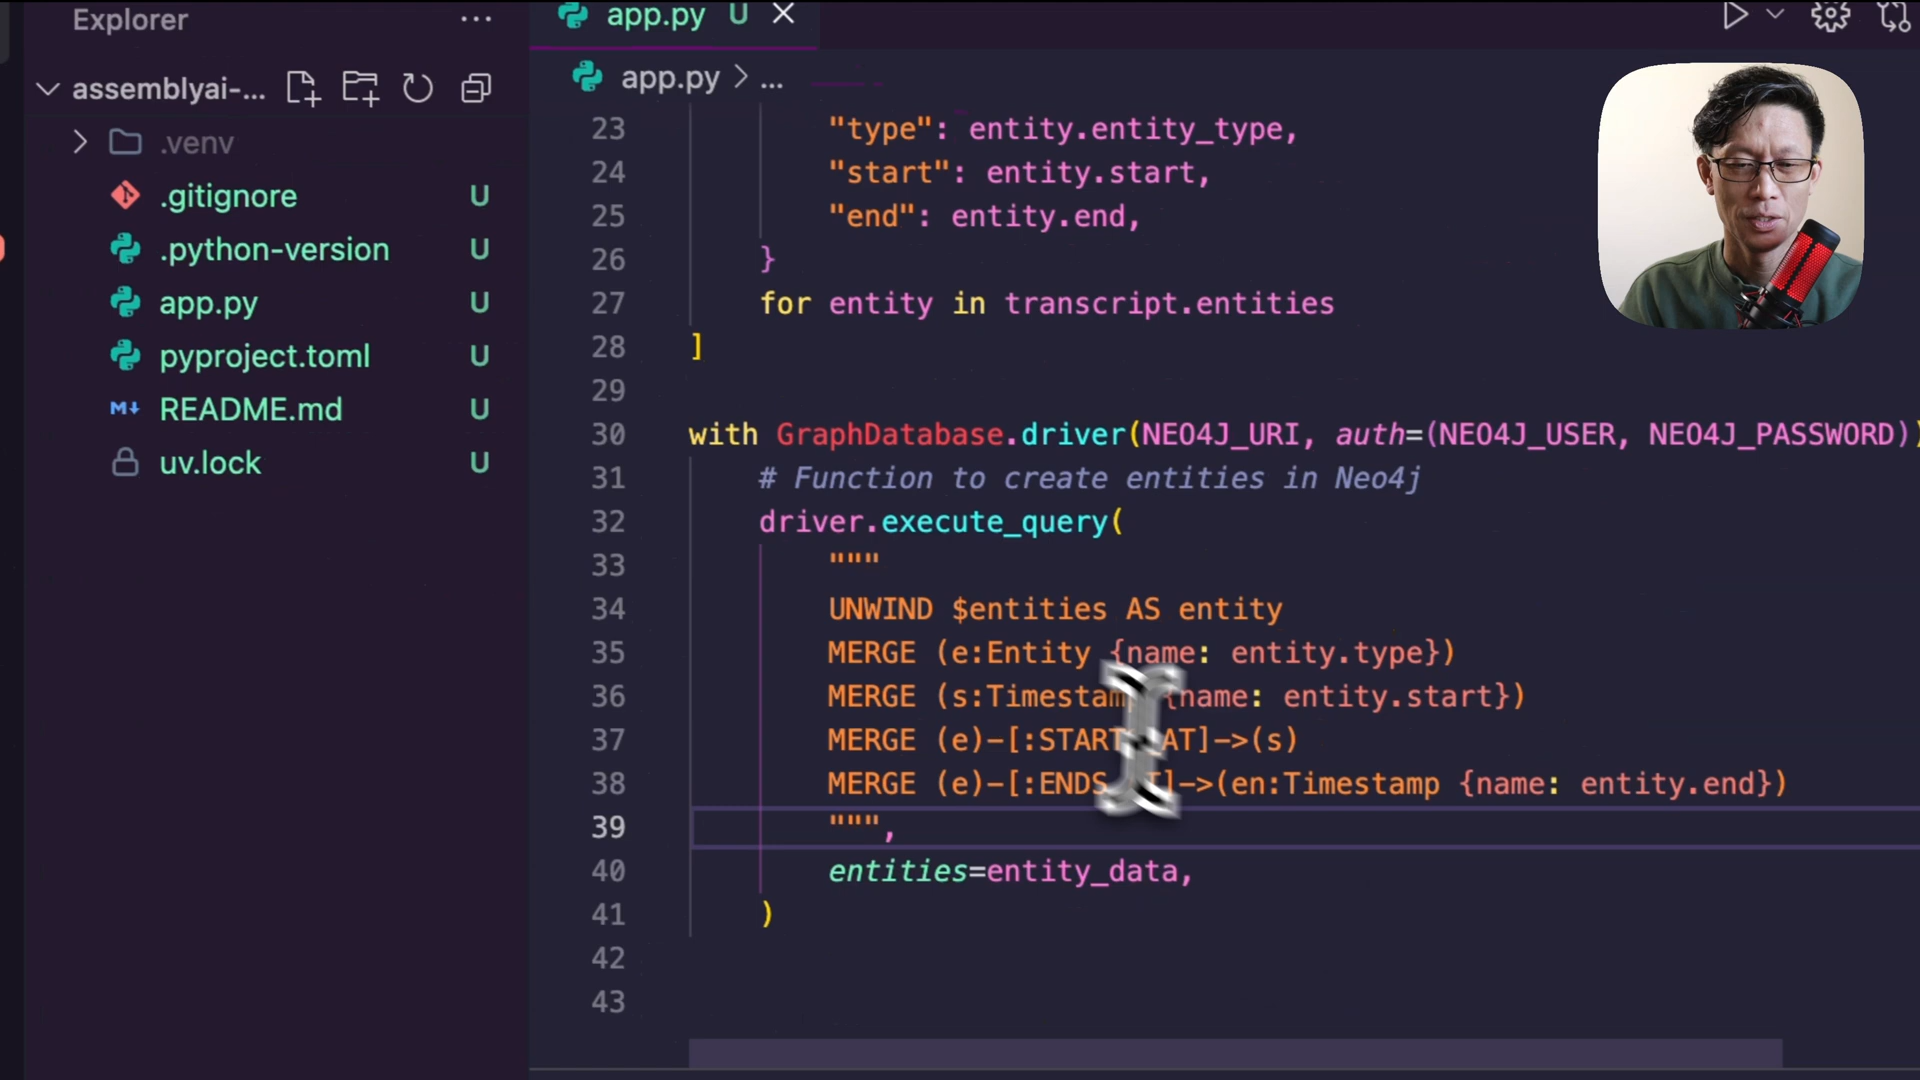 Explorer
...
app.py U
assemblyai-...
app.py > ...
.venv
.gitignore U
.python-version U
app.py U
pyproject.toml U
README.md U
uv.lock U
23 "type": entity.entity_type,
24 "start": entity.start,
25 "end": entity.end,
26 }
27 for entity in transcript.entities
28 ]
29
30 with GraphDatabase.driver(NEO4J_URI, auth=(NEO4J_USER, NEO4J_PASSWORD))
31 # Function to create entities in Neo4j
32 driver.execute_query(
33 """
34 UNWIND $entities AS entity
35 MERGE (e:Entity {name: entity.type})
36 MERGE (s:Timestamp {name: entity.start})
37 MERGE (e)-[: AT]->(s)
38 MERGE (e)-[: ]->(en:Timestamp {name: entity.end})
39 """,
40 entities=entity_data,
41 )
42
43